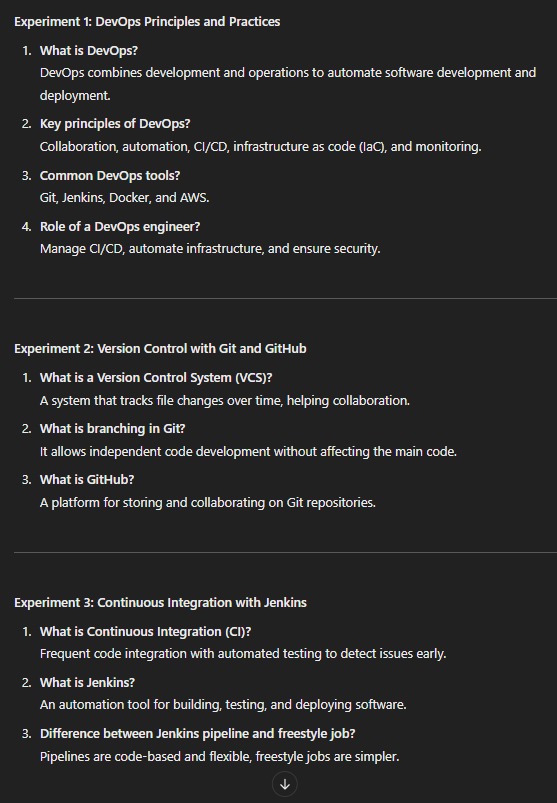 Experiment 1: DevOps Principles and Practices
1. What is DevOps?
DevOps combines development and operations to automate software development and
deployment.
2. Key principles of DevOps?
Collaboration, automation, CI/CD, infrastructure as code (IaC), and monitoring.
3. Common DevOps tools?
Git, Jenkins, Docker, and AWS.
4. Role of a DevOps engineer?
Manage CI/CD, automate infrastructure, and ensure security.
Experiment 2: Version Control with Git and GitHub
1. What is a Version Control System (VCS)?
A system that tracks file changes over time, helping collaboration.
2. What is branching in Git?
It allows independent code development without affecting the main code.
3. What is GitHub?
A platform for storing and collaborating on Git repositories.
Experiment 3: Continuous Integration with Jenkins
1. What is Continuous Integration (CI)?
Frequent code integration with automated testing to detect issues early.
2. What is Jenkins?
An automation tool for building, testing, and deploying software.
3. Difference between Jenkins pipeline and freestyle job?
Pipelines are code-based and flexible, freestyle jobs are simpler.